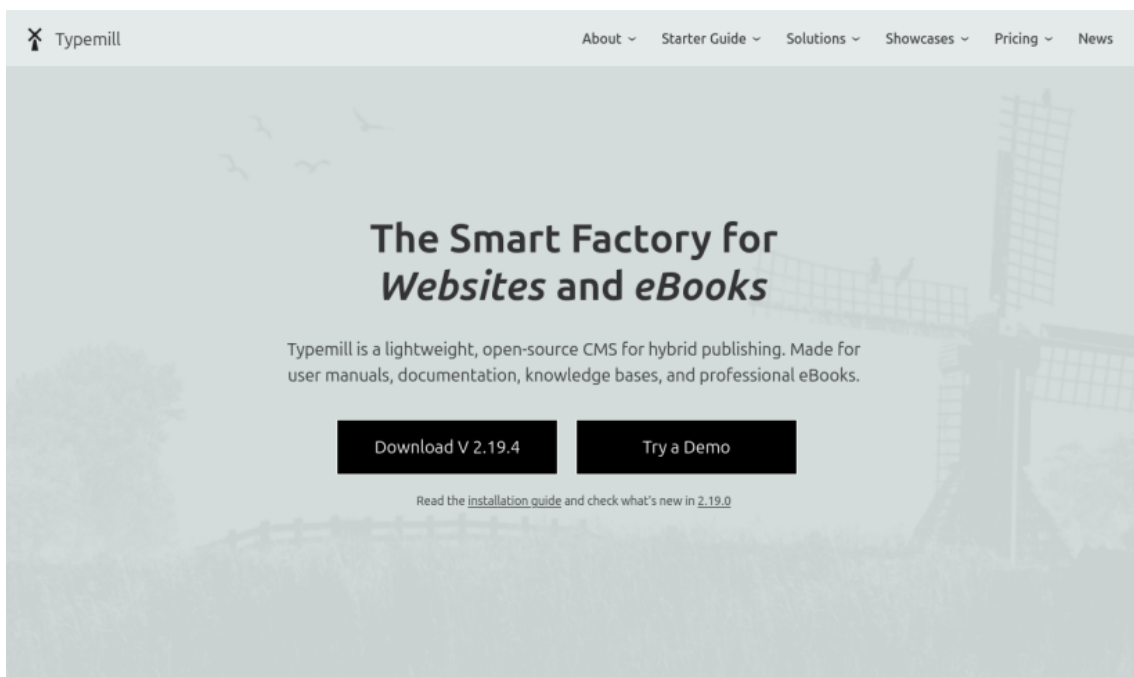 Typemill
About
Starter Guide
Solutions
Showcases
Pricing
News
The Smart Factory for
Websites and eBooks
Typemill is a lightweight, open-source CMS for hybrid publishing. Made for
user manuals, documentation, knowledge bases, and professional eBooks.
Download V 2.19.4
Try a Demo
Read the installation guide and check what's new in 2.19.0